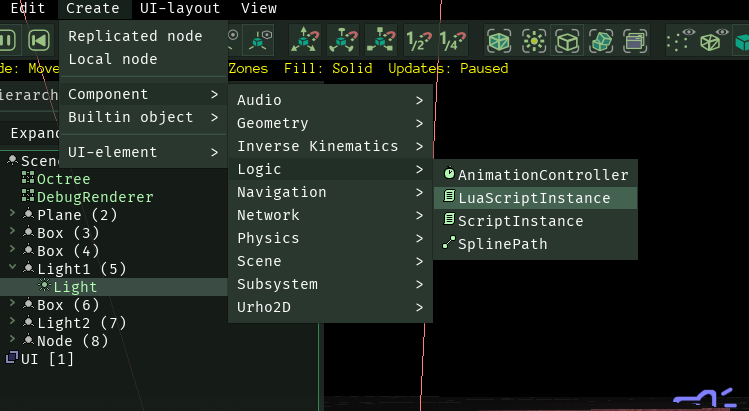 Edit Create UI-layout View
1/2 1/4
de: Move Zones Fill: Solid Updates: Paused
Replicated node
Local node
Component >
Builtin object >
UI-element >
ierarch
Expan
Audio >
Geometry >
Inverse Kinematics >
Logic >
Navigation >
Network >
Physics >
Scene >
Subsystem >
Urho2D >
AnimationController
LuaScriptInstance
ScriptInstance
SplinePath
Scen
Octree
DebugRenderer
> Plane (2)
> Box (3)
> Box (4)
Light1 (5)
Light
> Box (6)
> Light2 (7)
> Node (8)
UI [1]